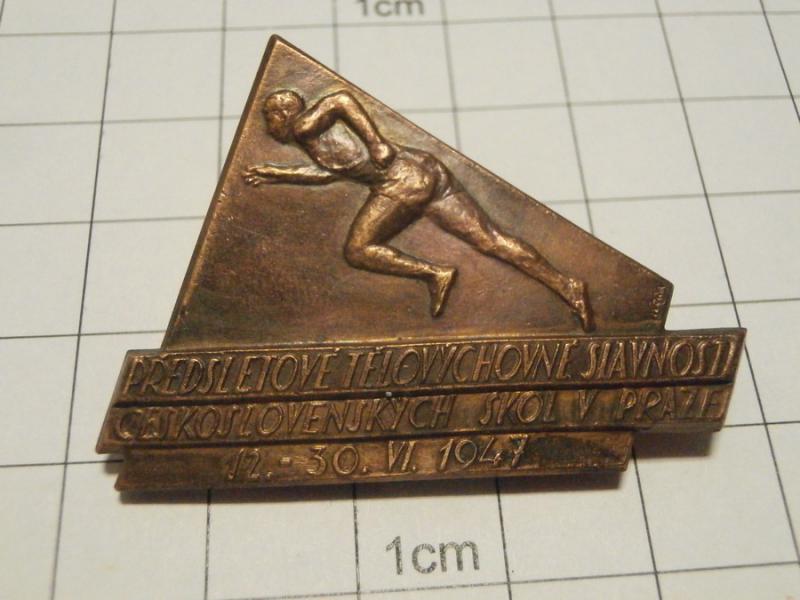 1cm
PŘEDSLETOVÉ TĚLOVÝCHOVNÉ SLAVNOSTI
ČESKOSLOVENSKÝCH ŠKOL V PRAZE
12.-30. VI. 1947
1cm